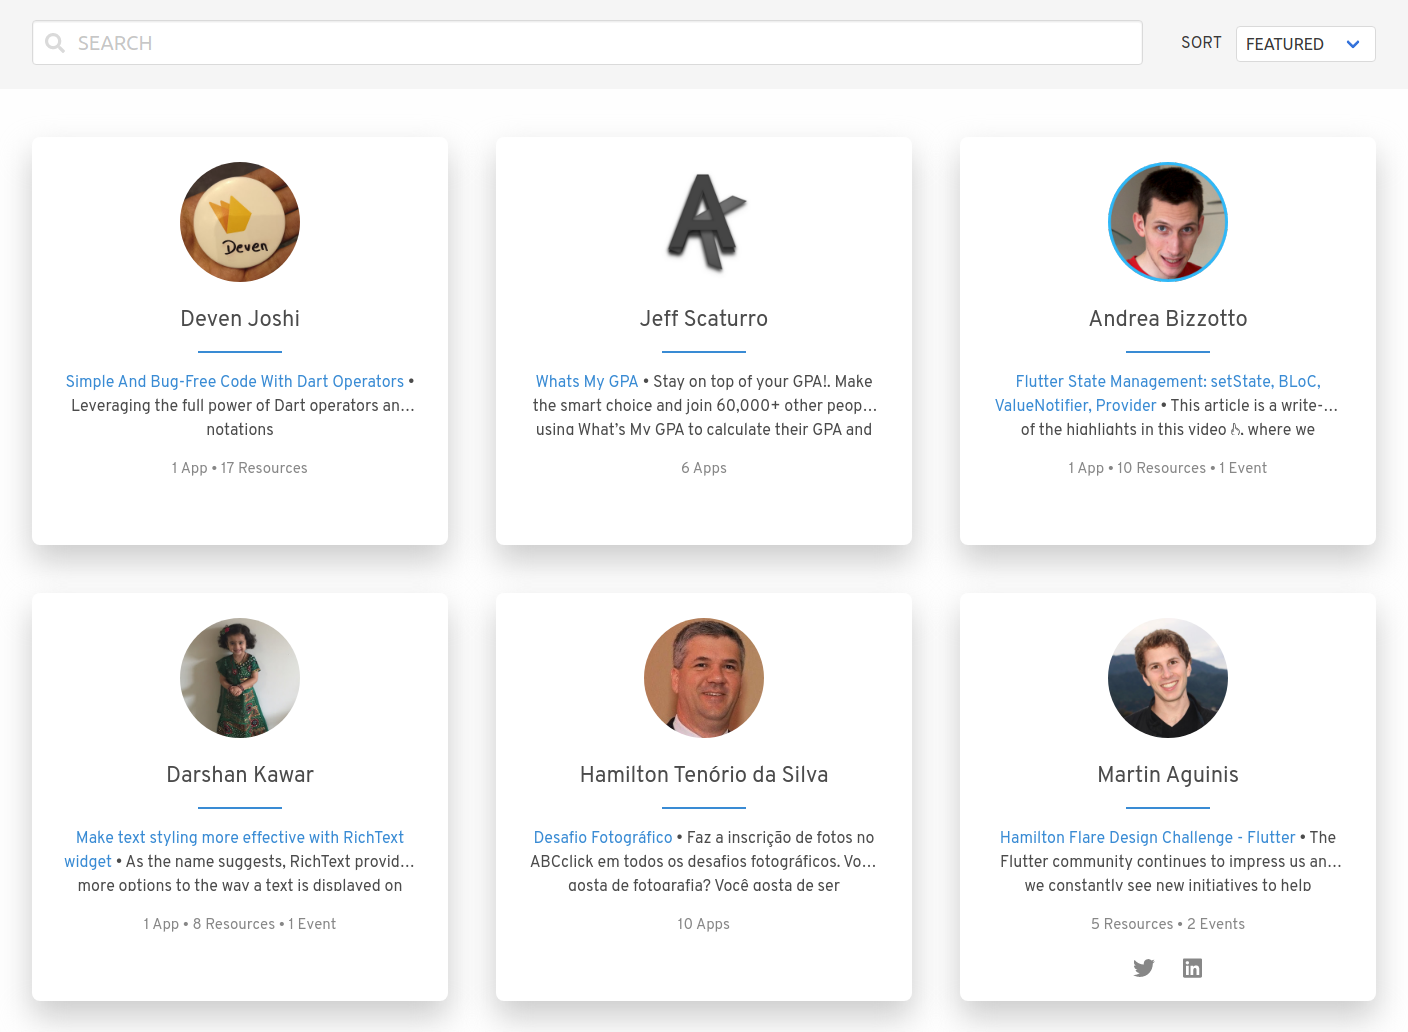 SEARCH
SORT
FEATURED
Deven
Deven Joshi
Simple And Bug-Free Code With Dart Operators •
Leveraging the full power of Dart operators an...
notations
1 App • 17 Resources
Jeff Scaturro
Whats My GPA • Stay on top of your GPA!. Make
the smart choice and join 60,000+ other peop...
using What's My GPA to calculate their GPA and
6 Apps
Andrea Bizzotto
Flutter State Management: setState, BLoC,
ValueNotifier, Provider • This article is a write-...
of the highlights in this video 👆, where we
1 App • 10 Resources • 1 Event
Darshan Kawar
Make text styling more effective with RichText
widget • As the name suggests, RichText provid...
more options to the way a text is displayed on
1 App • 8 Resources • 1 Event
Hamilton Tenório da Silva
Desafio Fotográfico • Faz a inscrição de fotos no
ABCclick em todos os desafios fotográficos. Vo...
gosta de fotografia? Você gosta de ser
10 Apps
Martin Aguinis
Hamilton Flare Design Challenge - Flutter • The
Flutter community continues to impress us an...
we constantly see new initiatives to help
5 Resources • 2 Events